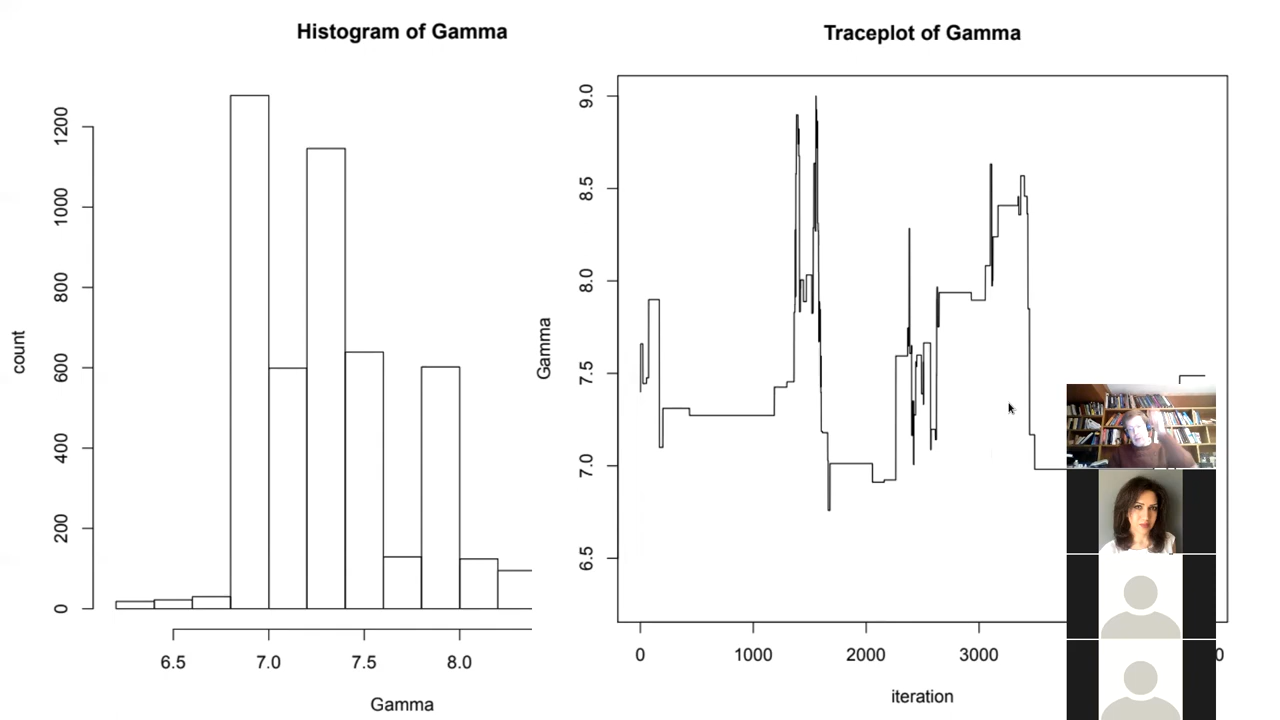 Histogram of Gamma
count
0 200 400 600 800 1000 1200
6.5 7.0 7.5 8.0
Gamma
Traceplot of Gamma
Gamma
6.5 7.0 7.5 8.0 8.5 9.0
0 1000 2000 3000 0
iteration